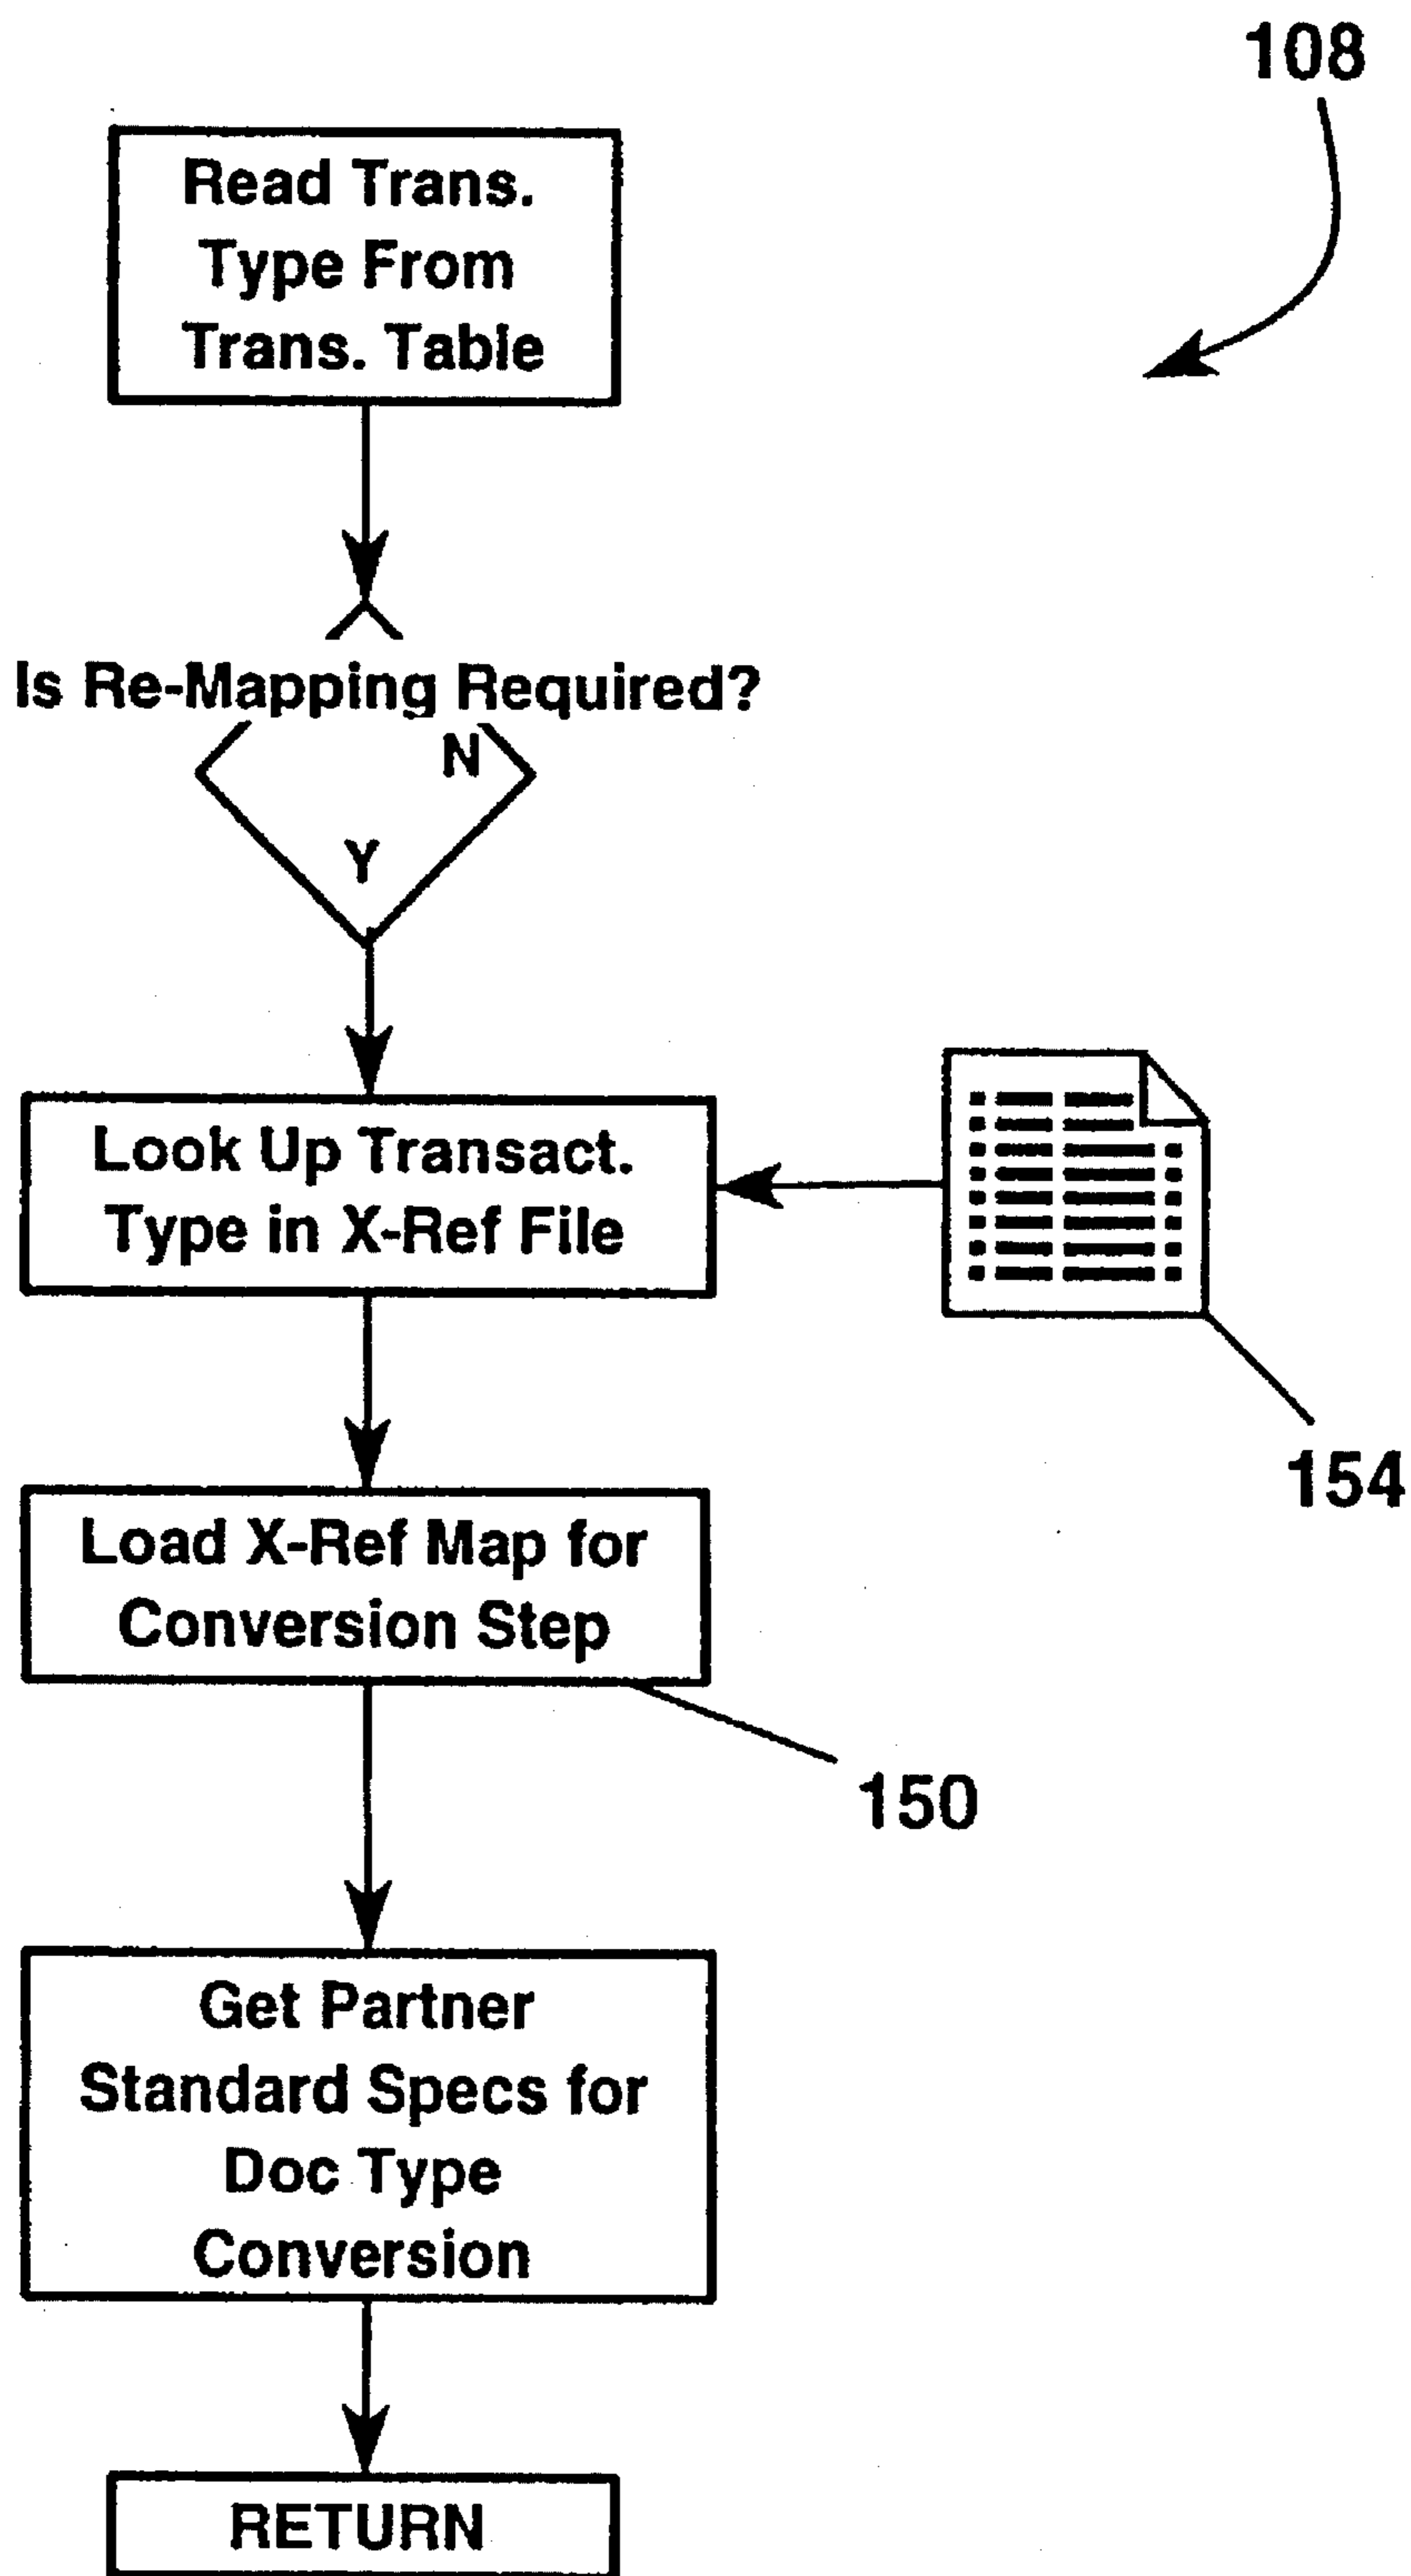 108
Read Trans.
Type From
Trans. Table
Is Re-Mapping Required?
N
Y
Look Up Transact.
Type in X-Ref File
154
Load X-Ref Map for
Conversion Step
150
Get Partner
Standard Specs for
Doc Type
Conversion
RETURN